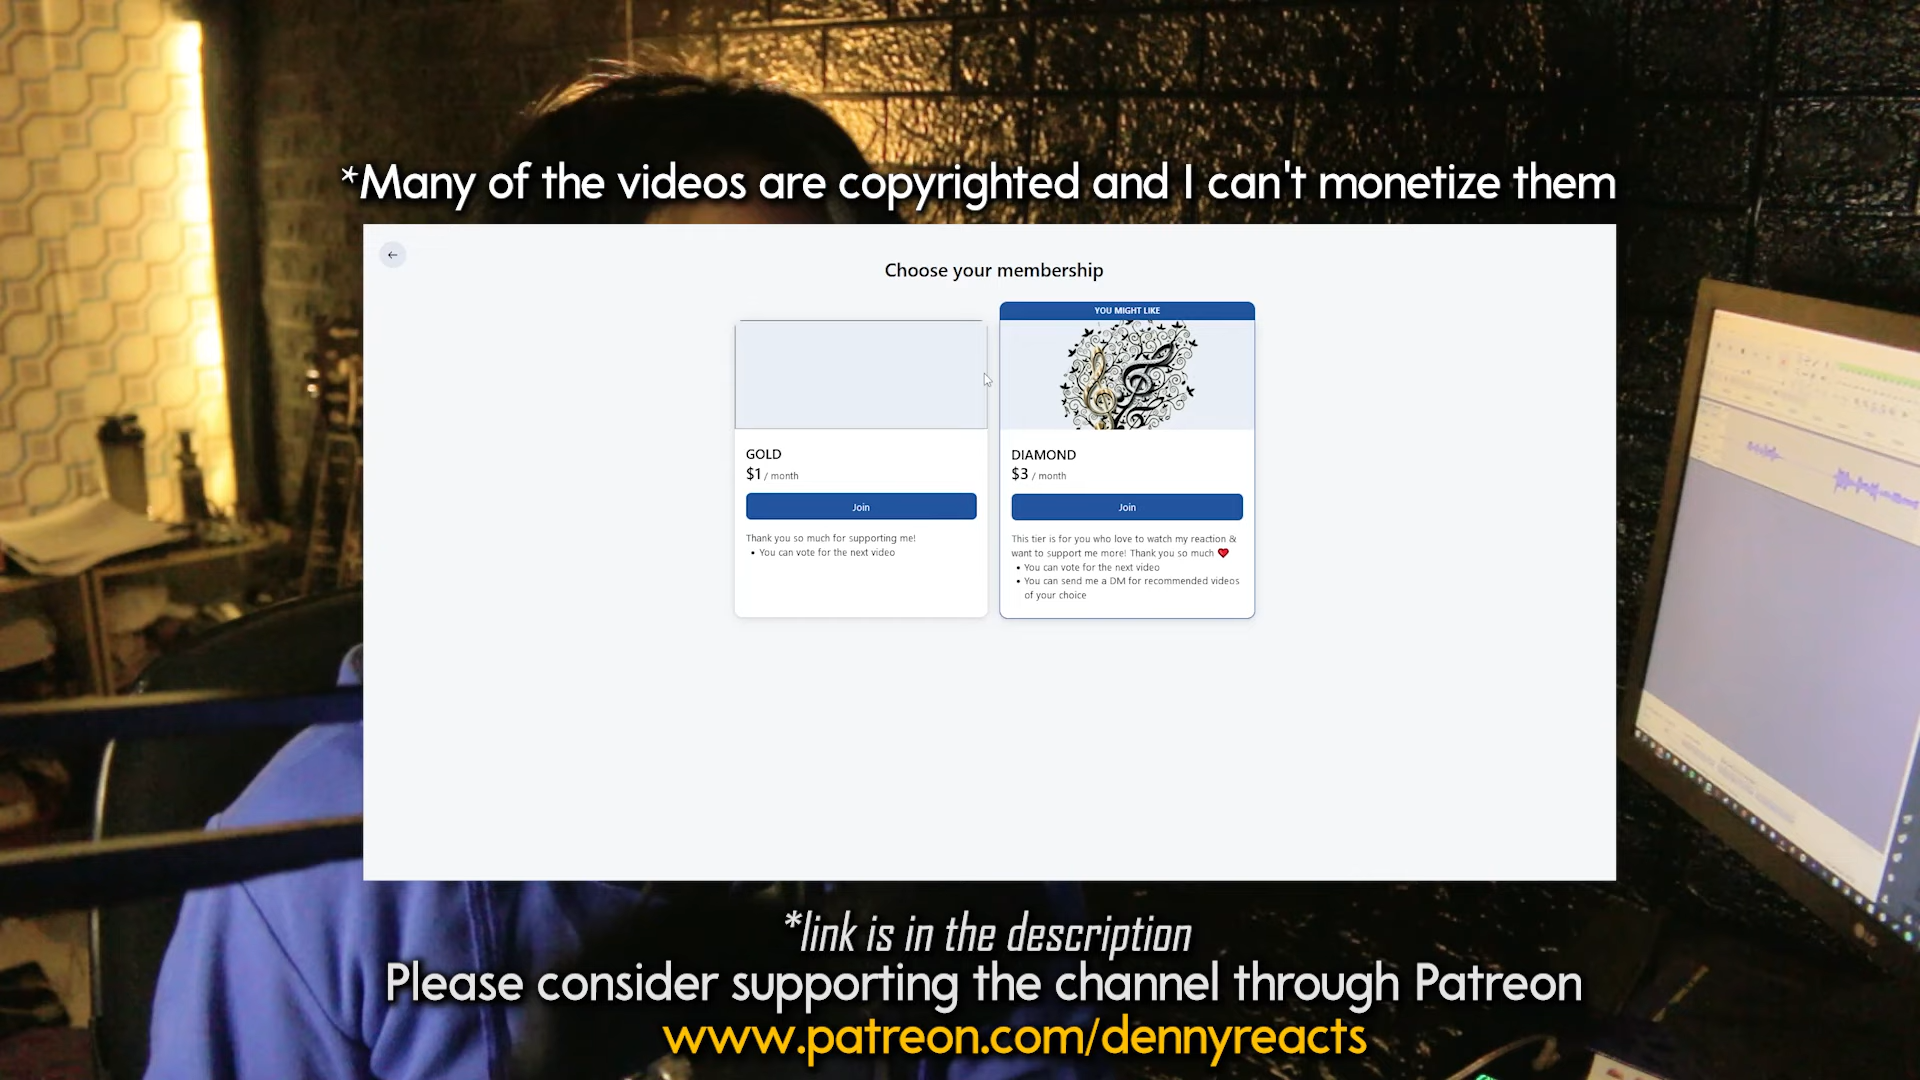 *Many of the videos are copyrighted and I can't monetize them
Choose your membership
YOU MIGHT LIKE
GOLD
$1 / month
Join
Thank you so much for supporting me!
• You can vote for the next video
DIAMOND
$3 / month
Join
This tier is for you who love to watch my reaction &
want to support me more! Thank you so much ❤
• You can vote for the next video
• You can send me a DM for recommended videos
of your choice
*link is in the description
Please consider supporting the channel through Patreon
www.patreon.com/dennyreacts